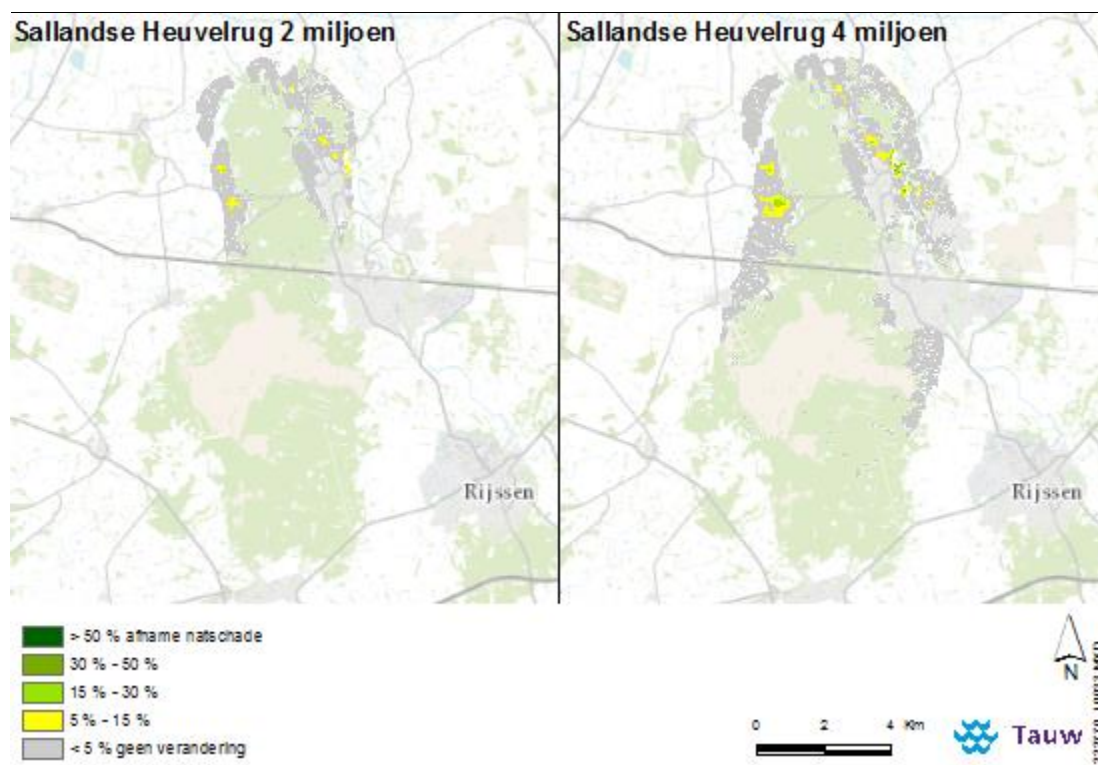 Sallandse Heuvelrug 2 miljoen
Sallandse Heuvelrug 4 miljoen
Rijssen
Rijssen
> 50 % afname natschade
30 % - 50 %
15 % - 30 %
5 % - 15 %
< 5 % geen verandering
0 2 4 Km
N
Tauw